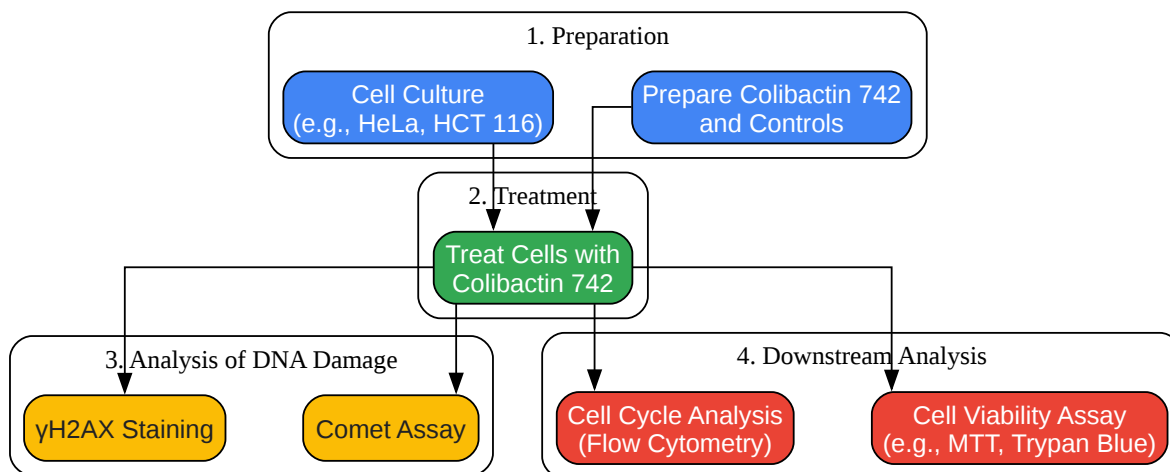 1. Preparation
Cell Culture
(e.g., HeLa, HCT 116)
Prepare Colibactin 742
and Controls
2. Treatment
Treat Cells with
Colibactin 742
3. Analysis of DNA Damage
γH2AX Staining
Comet Assay
4. Downstream Analysis
Cell Cycle Analysis
(Flow Cytometry)
Cell Viability Assay
(e.g., MTT, Trypan Blue)